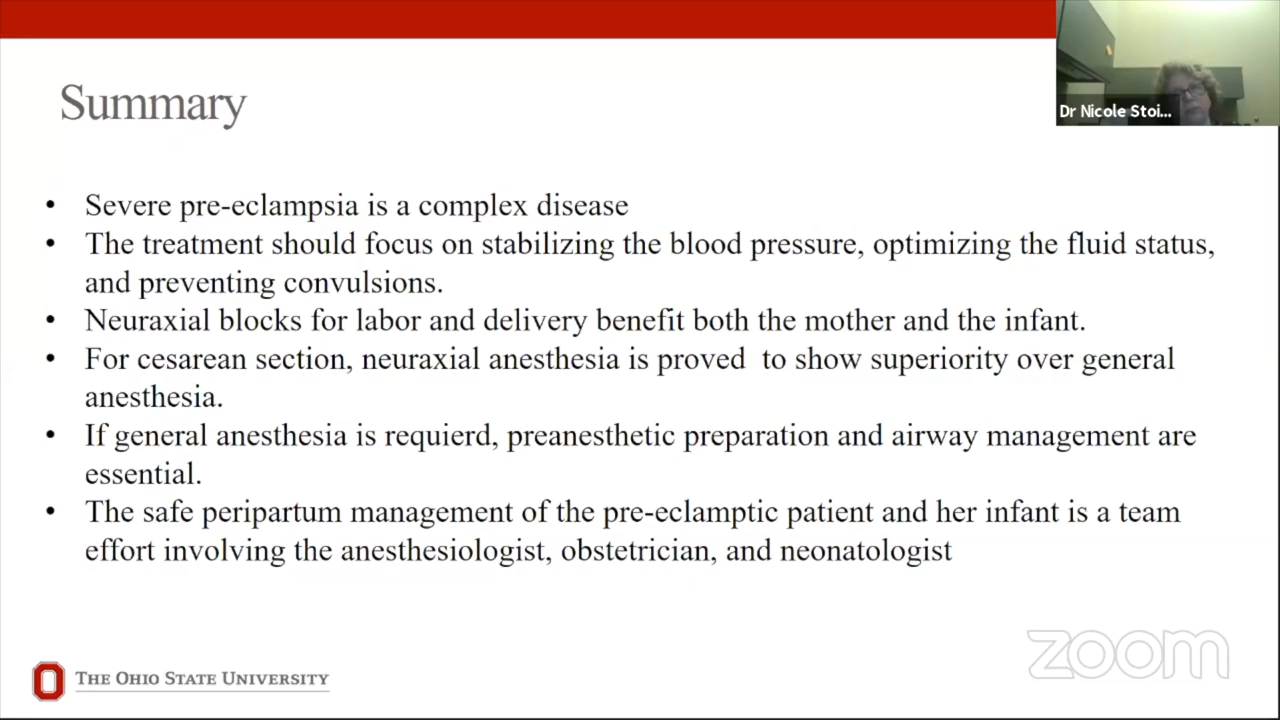 Dr Nicole Stoi...
Summary
• Severe pre-eclampsia is a complex disease
• The treatment should focus on stabilizing the blood pressure, optimizing the fluid status,
and preventing convulsions.
• Neuraxial blocks for labor and delivery benefit both the mother and the infant.
• For cesarean section, neuraxial anesthesia is proved  to show superiority over general
anesthesia.
• If general anesthesia is requierd, preanesthetic preparation and airway management are
essential.
• The safe peripartum management of the pre-eclamptic patient and her infant is a team
effort involving the anesthesiologist, obstetrician, and neonatologist
THE OHIO STATE UNIVERSITY
zoom